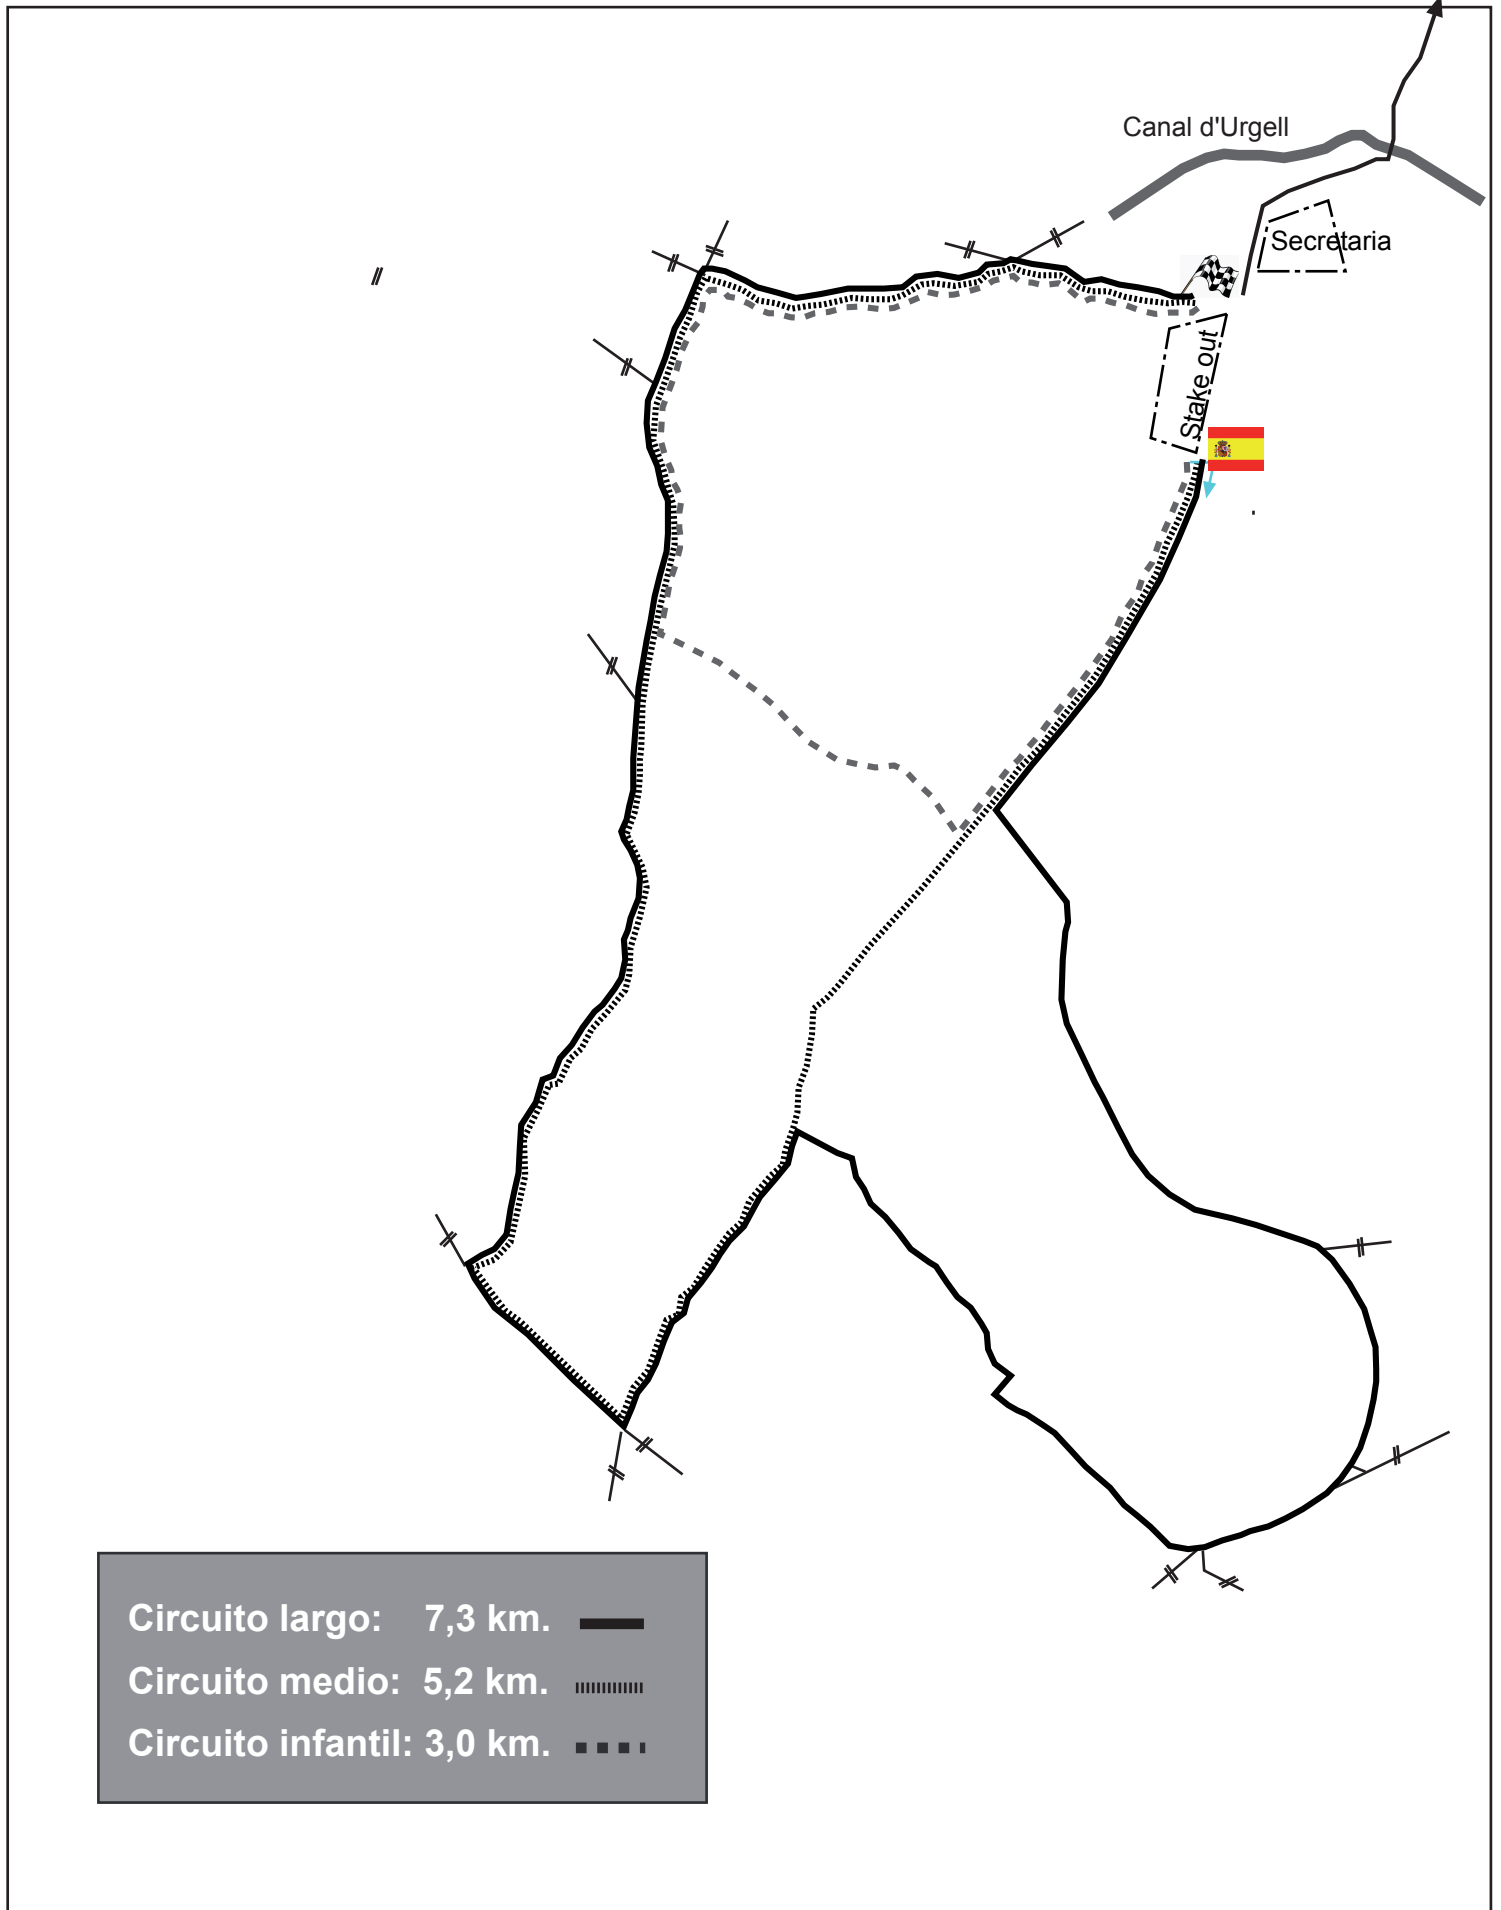 Canal d'Urgell
Secretaria
Stake out
Circuito largo: 7,3 km.
Circuito medio: 5,2 km.
Circuito infantil: 3,0 km.